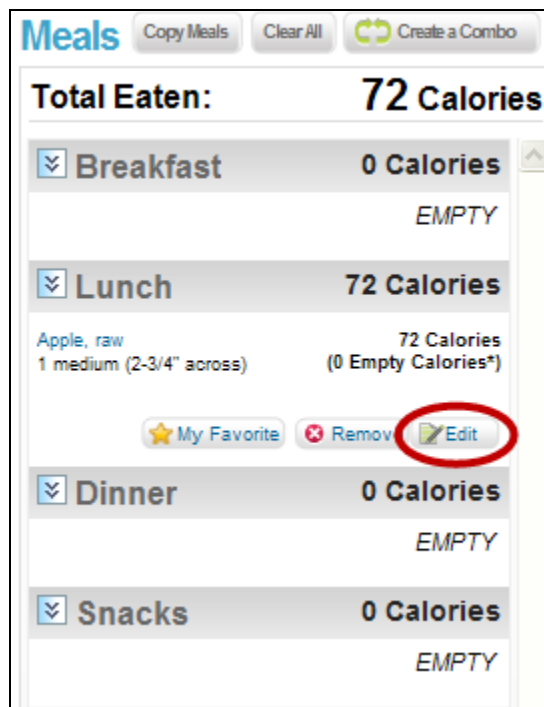 Meals Copy Meals Clear All Create a Combo
Total Eaten: 72 Calories
Breakfast 0 Calories
EMPTY
Lunch 72 Calories
Apple, raw 72 Calories
1 medium (2-3/4" across) (0 Empty Calories*)
My Favorite Remov Edit
Dinner 0 Calories
EMPTY
Snacks 0 Calories
EMPTY